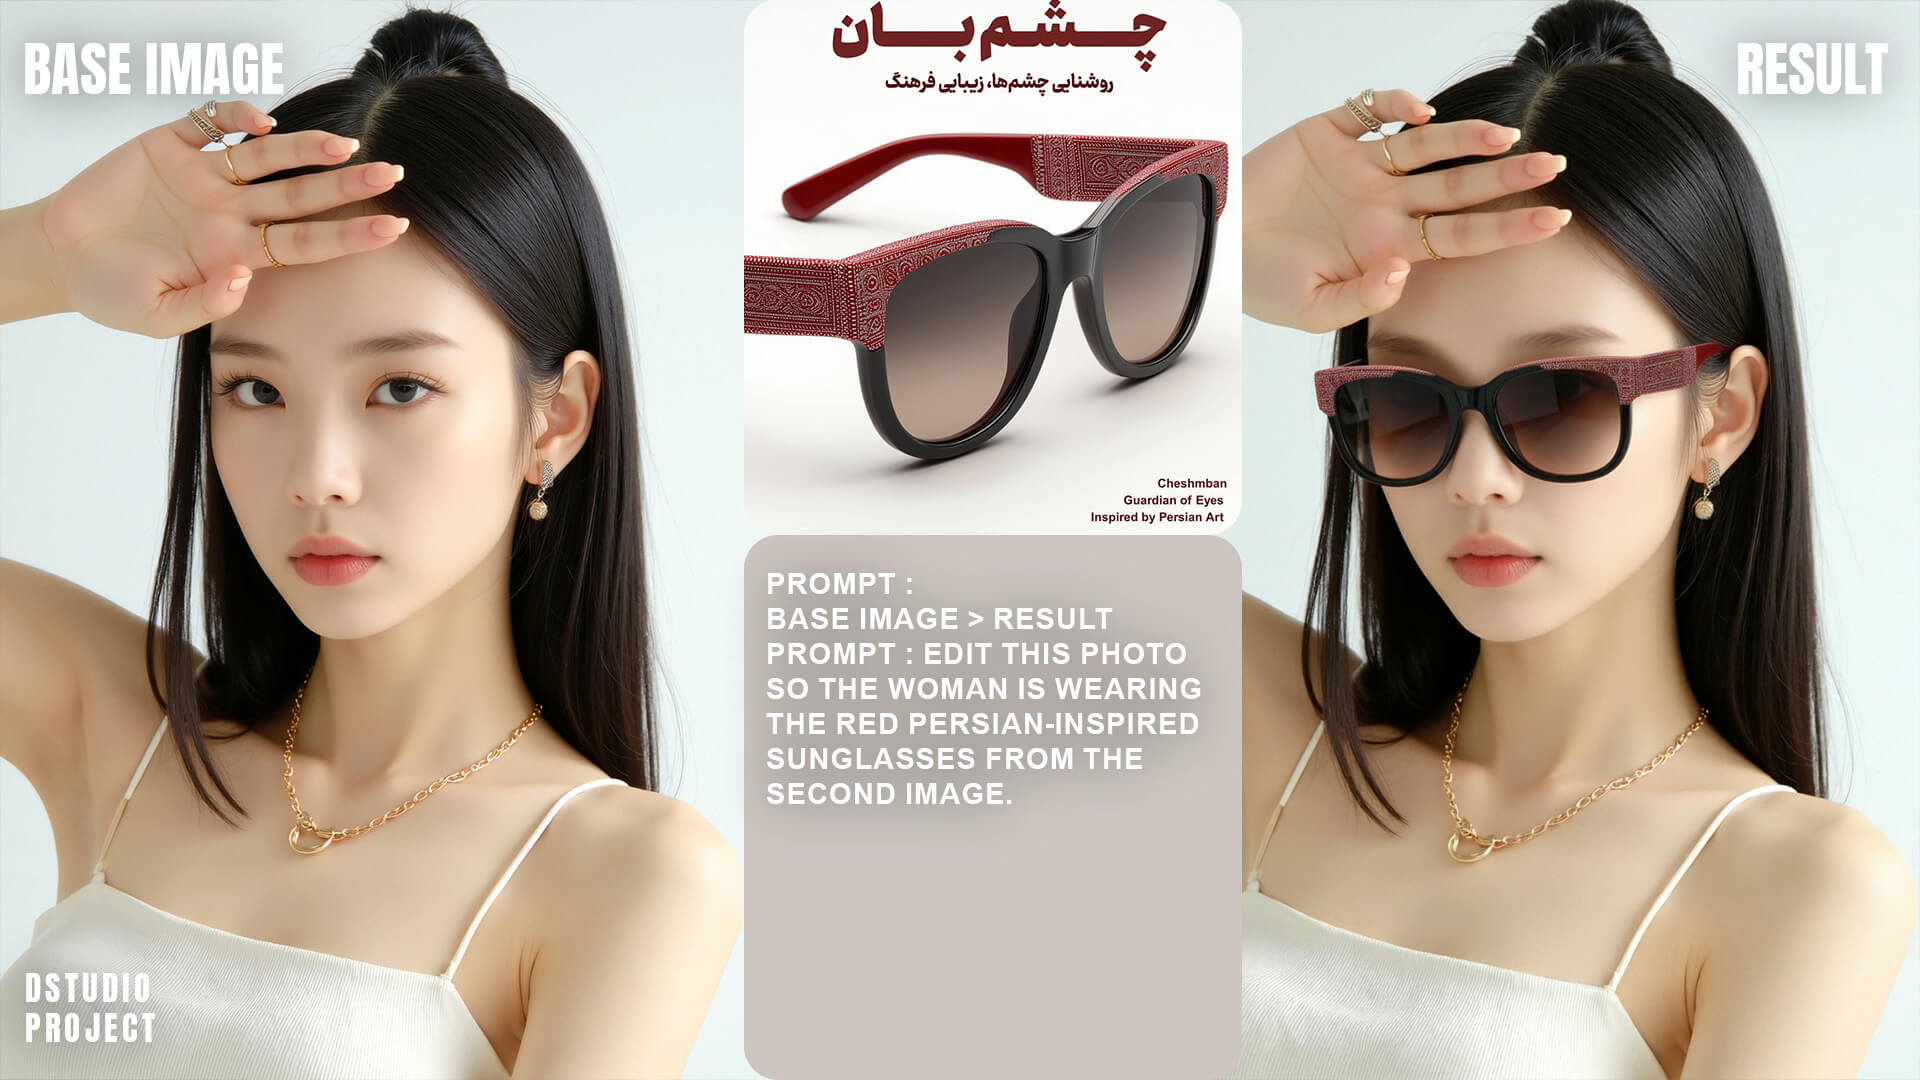 BASE IMAGE
چشم‌بان
روشنایی چشم‌ها، زیبایی فرهنگ
Cheshmban
Guardian of Eyes
Inspired by Persian Art
RESULT
PROMPT :
BASE IMAGE > RESULT
PROMPT : EDIT THIS PHOTO
SO THE WOMAN IS WEARING
THE RED PERSIAN-INSPIRED
SUNGLASSES FROM THE
SECOND IMAGE.
DSTUDIO
PROJECT